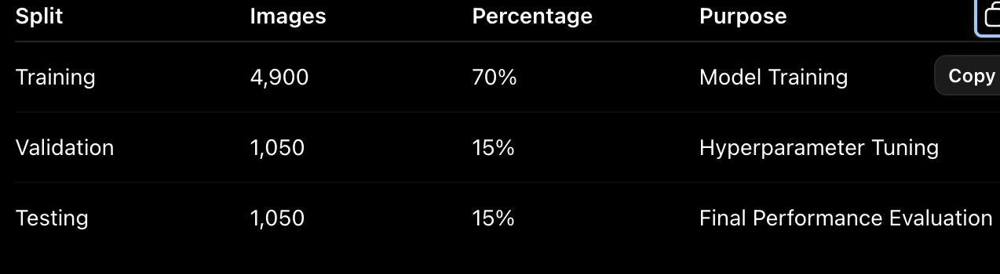 Split Images Percentage Purpose
Training 4,900 70% Model Training Copy
Validation 1,050 15% Hyperparameter Tuning
Testing 1,050 15% Final Performance Evaluation